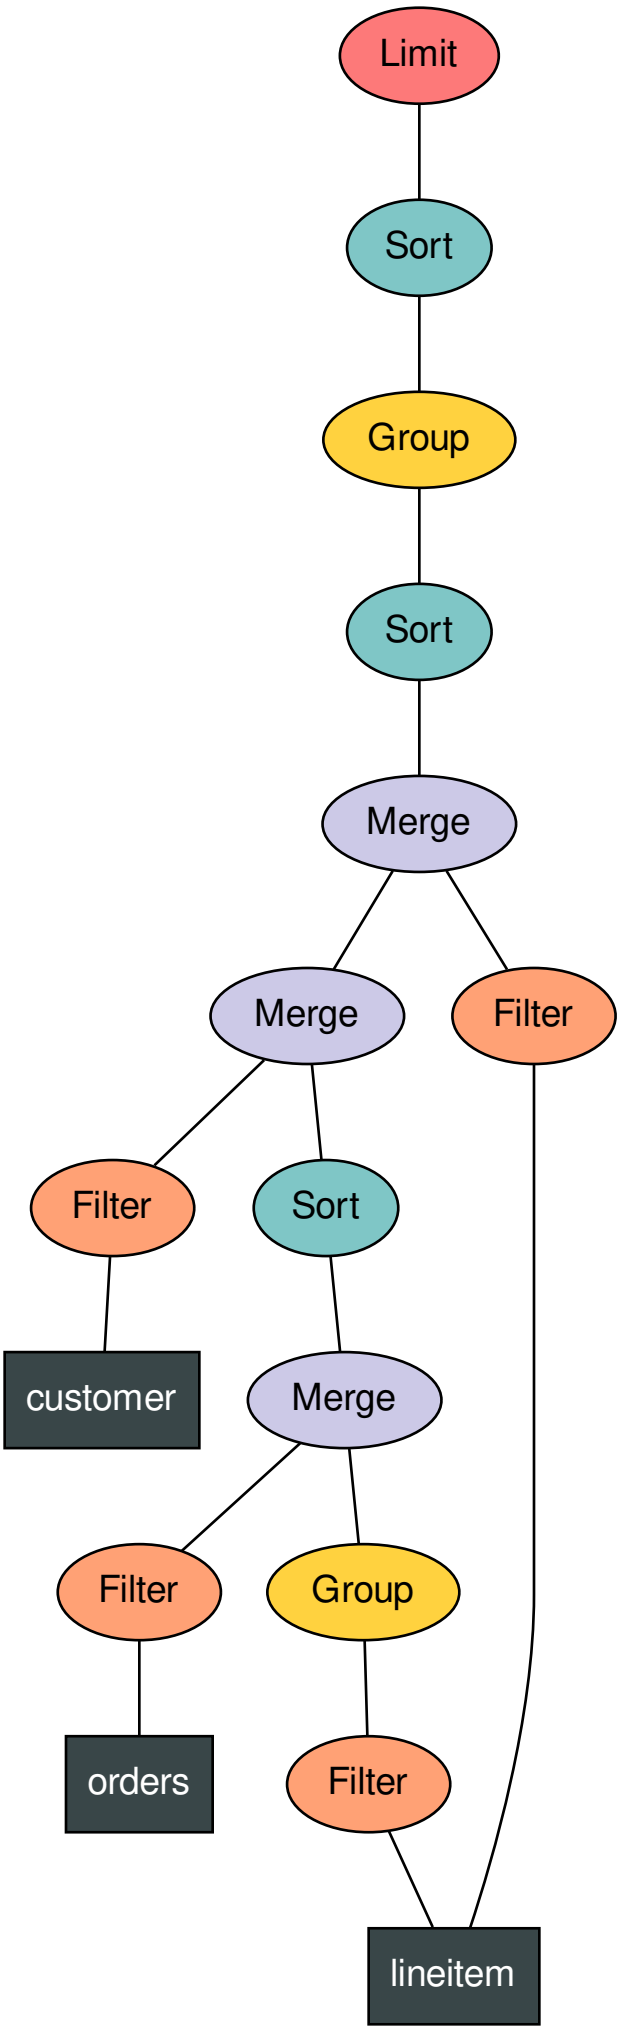 Limit
Sort
Group
Sort
Merge
Merge
Filter
Filter
Sort
customer
Merge
Filter
Group
orders
Filter
lineitem